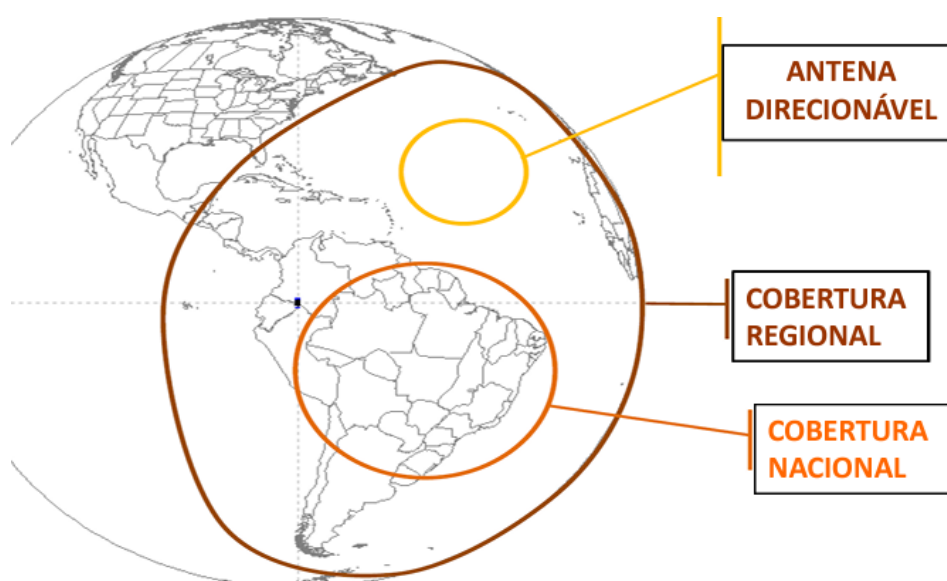 ANTENA
DIRECIONÁVEL
COBERTURA
REGIONAL
COBERTURA
NACIONAL